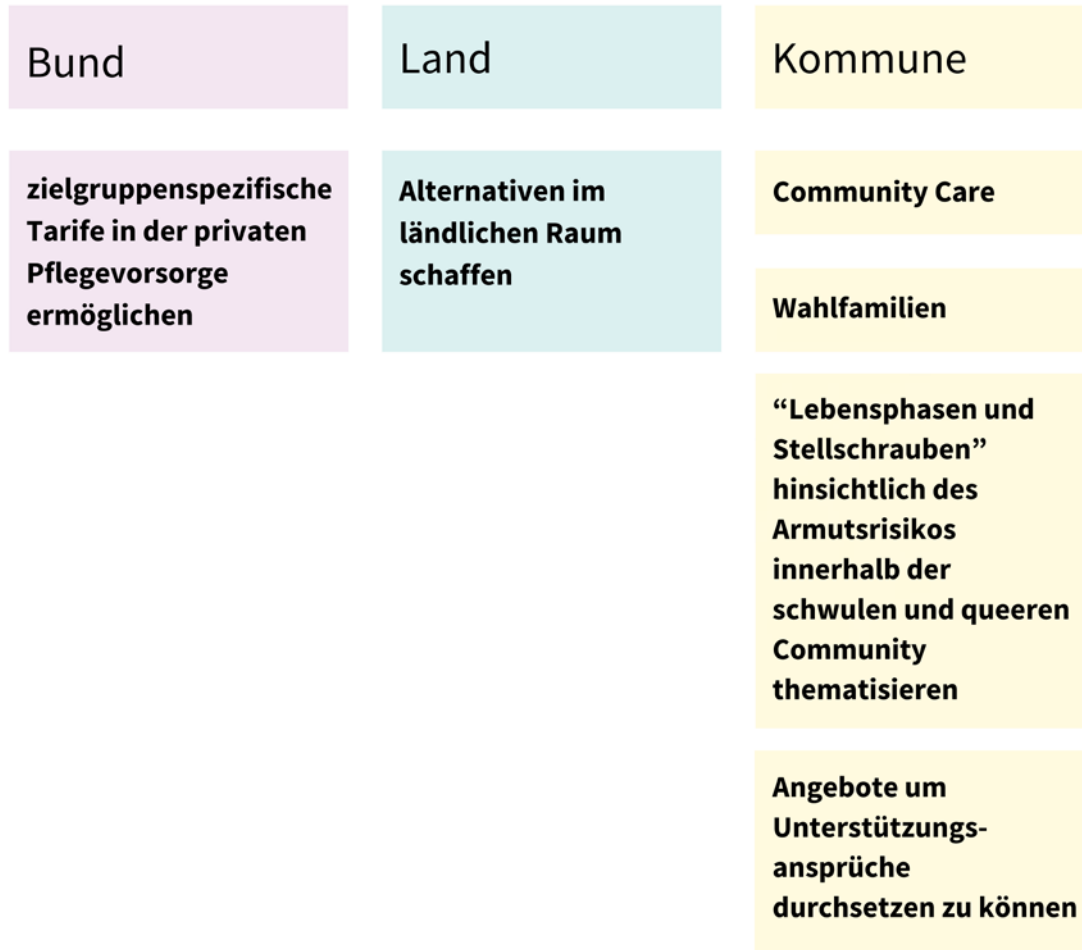 Bund
zielgruppenspezifische
Tarife in der privaten
Pflegevorsorge
ermöglichen
Land
Alternativen im
ländlichen Raum
schaffen
Kommune
Community Care
Wahlfamilien
“Lebensphasen und
Stellschrauben”
hinsichtlich des
Armutsrisikos
innerhalb der
schwulen und queeren
Community
thematisieren
Angebote um
Unterstützungs-
ansprüche
durchsetzen zu können